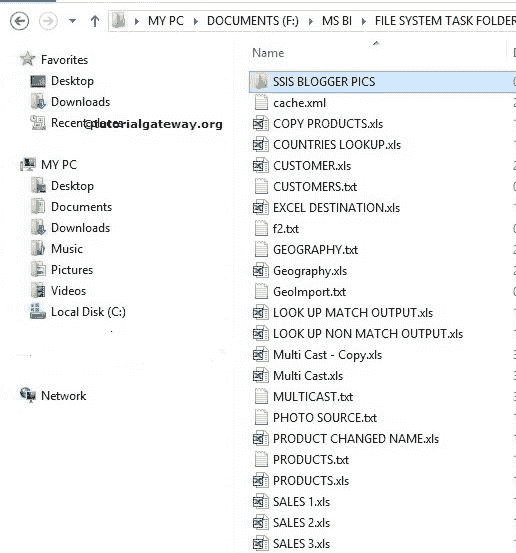 MY PC ▸ DOCUMENTS (F:) ▸ MS BI ▸ FILE SYSTEM TASK FOLDER
Name
Favorites
Desktop
Downloads
Recent places
@tutorialgateway.org
MY PC
Desktop
Documents
Downloads
Music
Pictures
Videos
Local Disk (C:)
Network
SSIS BLOGGER PICS
cache.xml
COPY PRODUCTS.xls
COUNTRIES LOOKUP.xls
CUSTOMER.xls
CUSTOMERS.txt
EXCEL DESTINATION.xls
f2.txt
GEOGRAPHY.txt
Geography.xls
GeoImport.txt
LOOK UP MATCH OUTPUT.xls
LOOK UP NON MATCH OUTPUT.xls
Multi Cast - Copy.xls
Multi Cast.xls
MULTICAST.txt
PHOTO SOURCE.txt
PRODUCT CHANGED NAME.xls
PRODUCTS.txt
PRODUCTS.xls
SALES 1.xls
SALES 2.xls
SALES 3.xls